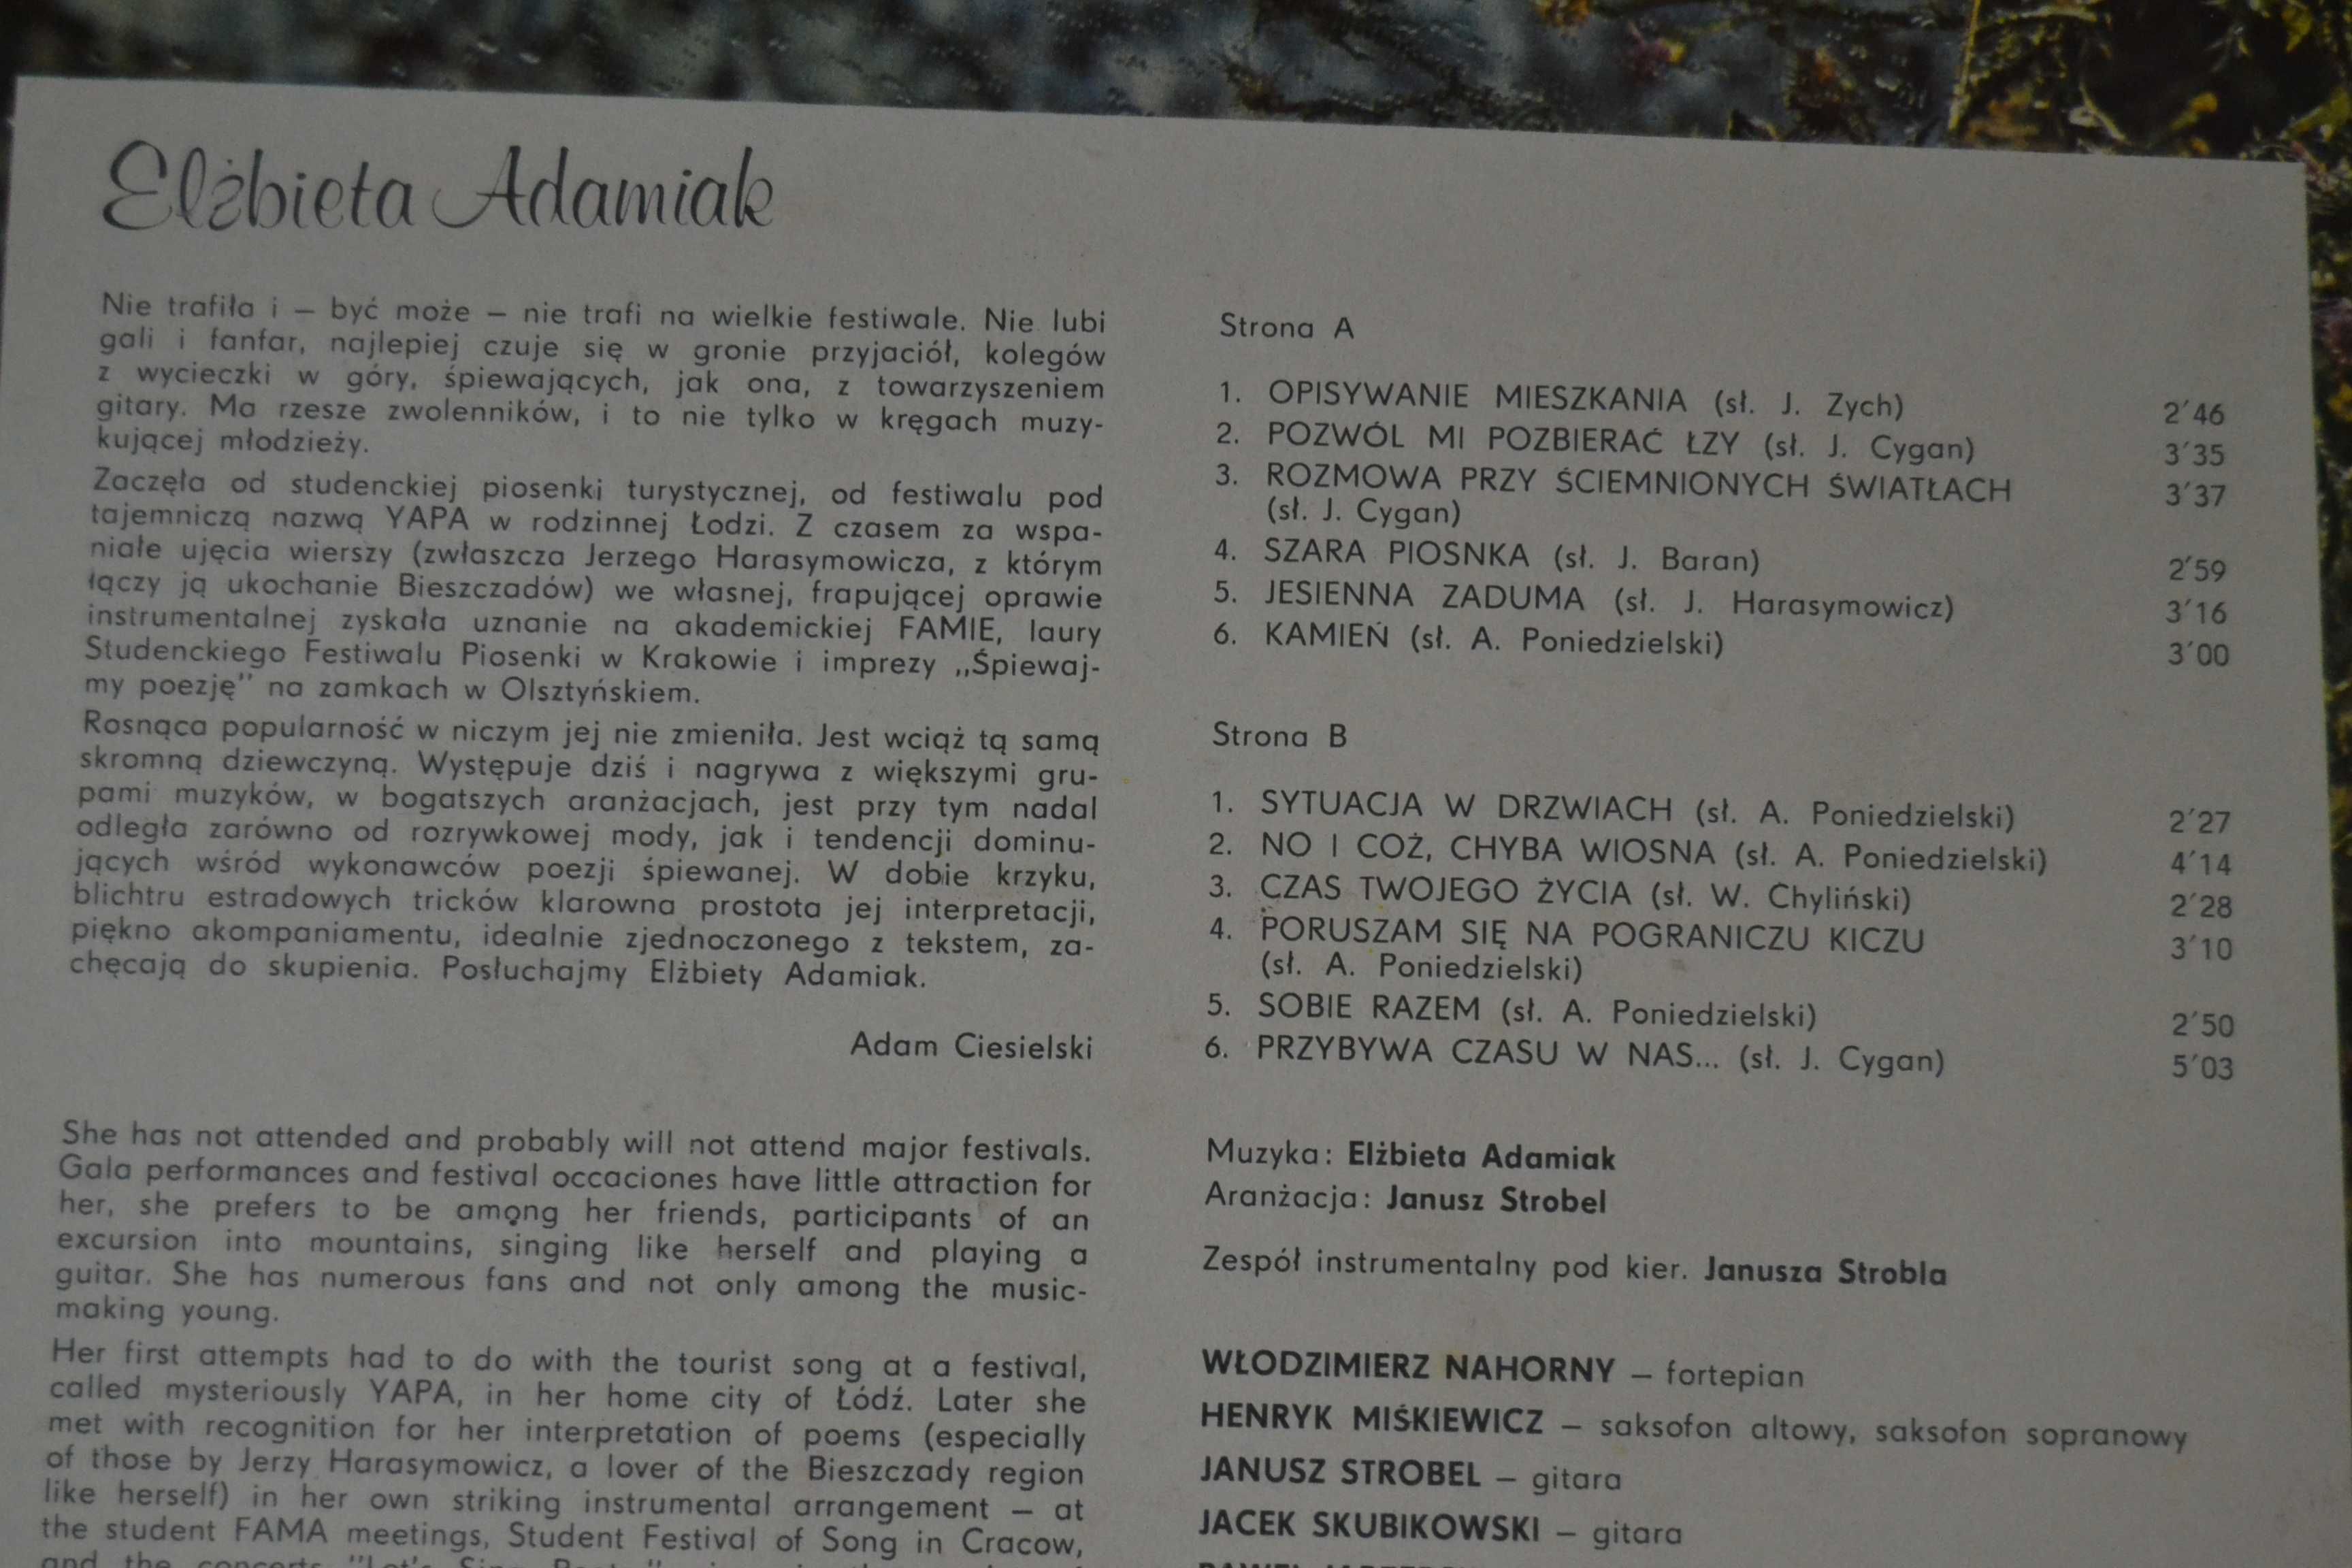 Elżbieta Adamiak
Nie trafiła i – być może – nie trafi na wielkie festiwale. Nie lubi
gali i fanfar, najlepiej czuje się w gronie przyjaciół, kolegów
z wycieczki w góry, śpiewających, jak ona, z towarzyszeniem
gitary. Ma rzesze zwolenników, i to nie tylko w kręgach muzy-
kującej młodzieży.
Zaczęła od studenckiej piosenki turystycznej, od festiwalu pod
tajemniczą nazwą YAPA w rodzinnej Łodzi. Z czasem za wspa-
niałe ujęcia wierszy (zwłaszcza Jerzego Harasymowicza, z którym
łączy ją ukochanie Bieszczadów) we własnej, frapującej oprawie
instrumentalnej zyskała uznanie na akademickiej FAMIE, laury
Studenckiego Festiwalu Piosenki w Krakowie i imprezy „Śpiewaj-
my poezję" na zamkach w Olsztyńskiem.
Rosnąca popularność w niczym jej nie zmieniła. Jest wciąż tą samą
skromną dziewczyną. Występuje dziś i nagrywa z większymi gru-
pami muzyków, w bogatszych aranżacjach, jest przy tym nadal
odległa zarówno od rozrywkowej mody, jak i tendencji dominu-
jących wśród wykonawców poezji śpiewanej. W dobie krzyku,
blichtru estradowych tricków klarowna prostota jej interpretacji,
piękno akompaniamentu, idealnie zjednoczonego z tekstem, za-
chęcają do skupienia. Posłuchajmy Elżbiety Adamiak.
Adam Ciesielski
She has not attended and probably will not attend major festivals.
Gala performances and festival occaciones have little attraction for
her, she prefers to be among her friends, participants of an
excursion into mountains, singing like herself and playing a
guitar. She has numerous fans and not only among the music-
making young.
Her first attempts had to do with the tourist song at a festival,
called mysteriously YAPA, in her home city of Łódź. Later she
met with recognition for her interpretation of poems (especially
of those by Jerzy Harasymowicz, a lover of the Bieszczady region
like herself) in her own striking instrumental arrangement – at
the student FAMA meetings, Student Festival of Song in Cracow,
and the concerts "Let's Sing
Strona A
1. OPISYWANIE MIESZKANIA (sł. J. Zych) 2'46
2. POZWÓL MI POZBIERAĆ ŁZY (sł. J. Cygan) 3'35
3. ROZMOWA PRZY ŚCIEMNIONYCH ŚWIATŁACH 3'37
(sł. J. Cygan)
4. SZARA PIOSNKA (sł. J. Baran) 2'59
5. JESIENNA ZADUMA (sł. J. Harasymowicz) 3'16
6. KAMIEŃ (sł. A. Poniedzielski) 3'00
Strona B
1. SYTUACJA W DRZWIACH (sł. A. Poniedzielski) 2'27
2. NO I COŻ, CHYBA WIOSNA (sł. A. Poniedzielski) 4'14
3. CZAS TWOJEGO ŻYCIA (sł. W. Chyliński) 2'28
4. PORUSZAM SIĘ NA POGRANICZU KICZU 3'10
(sł. A. Poniedzielski)
5. SOBIE RAZEM (sł. A. Poniedzielski) 2'50
6. PRZYBYWA CZASU W NAS... (sł. J. Cygan) 5'03
Muzyka: Elżbieta Adamiak
Aranżacja: Janusz Strobel
Zespół instrumentalny pod kier. Janusza Strobla
WŁODZIMIERZ NAHORNY – fortepian
HENRYK MIŚKIEWICZ – saksofon altowy, saksofon sopranowy
JANUSZ STROBEL – gitara
JACEK SKUBIKOWSKI – gitara